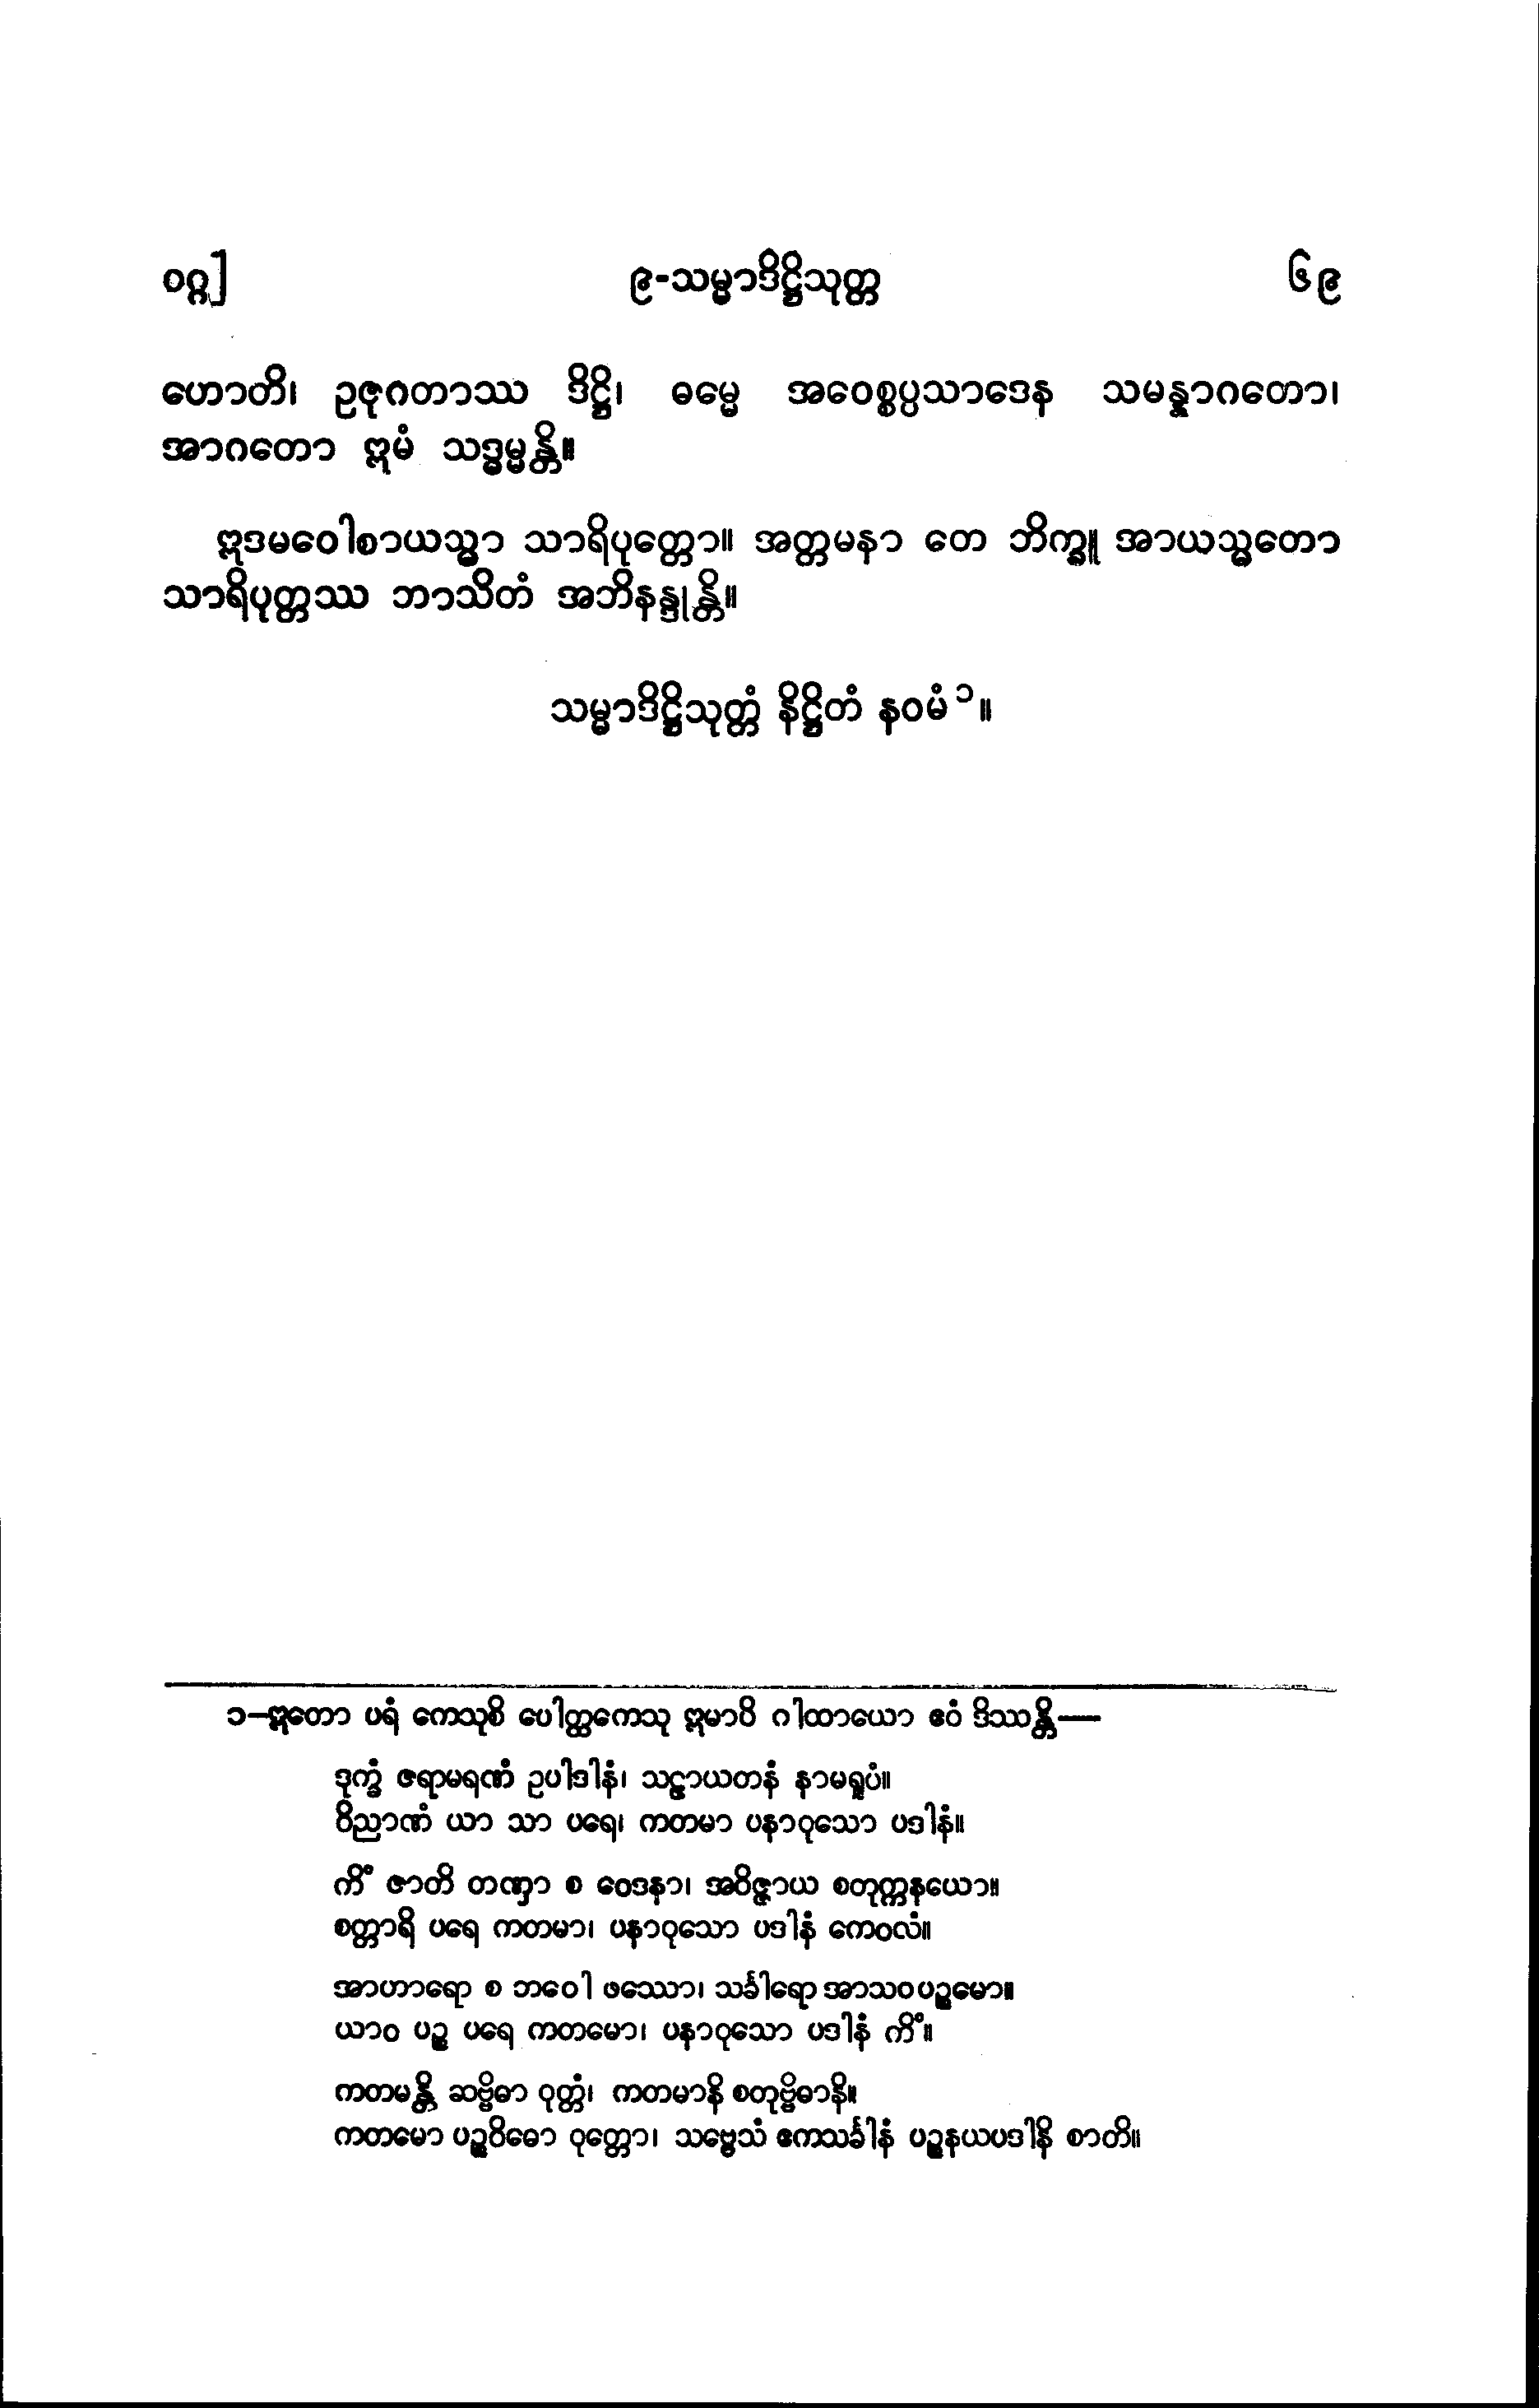 ဝဂ္ဂ] ၉-သမ္မာဒိဋ္ဌိသုတ္တ ၆၉
ဟောတိ၊ ဥဇုဂတာဿ ဒိဋ္ဌိ၊ ဓမ္မေ အဝေစ္စပ္ပသာဒေန သမန္နာဂတော၊
အာဂတော ဣမံ သဒ္ဓမ္မန္တိ။
ဣဒမဝေါစာယသ္မာ သာရိပုတ္တော။ အတ္တမနာ တေ ဘိက္ခူ အာယသ္မတော
သာရိပုတ္တဿ ဘာသိတံ အဘိနန္ဒုန္တိ။
သမ္မာဒိဋ္ဌိသုတ္တံ နိဋ္ဌိတံ နဝမံ၁။
၁–ဣတော ပရံ ကေသုစိ ပေါတ္ထကေသု ဣမာပိ ဂါထာယော ဧဝံ ဒိဿန္တိ—
ဒုက္ခံ ဇရာမရဏံ ဥပါဒါနံ၊ သဠာယတနံ နာမရူပံ။
ဝိညာဏံ ယာ သာ ပရေ၊ ကတမာ ပနာဝုသော ပဒါနံ။
ကိံ ဇာတိ တဏှာ စ ဝေဒနာ၊ အဝိဇ္ဇာယ စတုက္ကနယော။
စတ္တာရိ ပရေ ကတမာ၊ ပနာဝုသော ပဒါနံ ကေဝလံ။
အာဟာရော စ ဘဝေါ ဖဿော၊ သင်္ခါရော အာသဝပဉ္စမော။
ယာဝ ပဉ္စ ပရေ ကတမော၊ ပနာဝုသော ပဒါနံ ကိံ။
ကတမန္တိ ဆဗ္ဗိဓာ ဝုတ္တံ၊ ကတမာနိ စတုဗ္ဗိဓာနိ။
ကတမော ပဉ္စဝိဓော ဝုတ္တော၊ သဗ္ဗေသံ ဧကသင်္ခါနံ ပဉ္စနယပဒါနိ စာတိ။